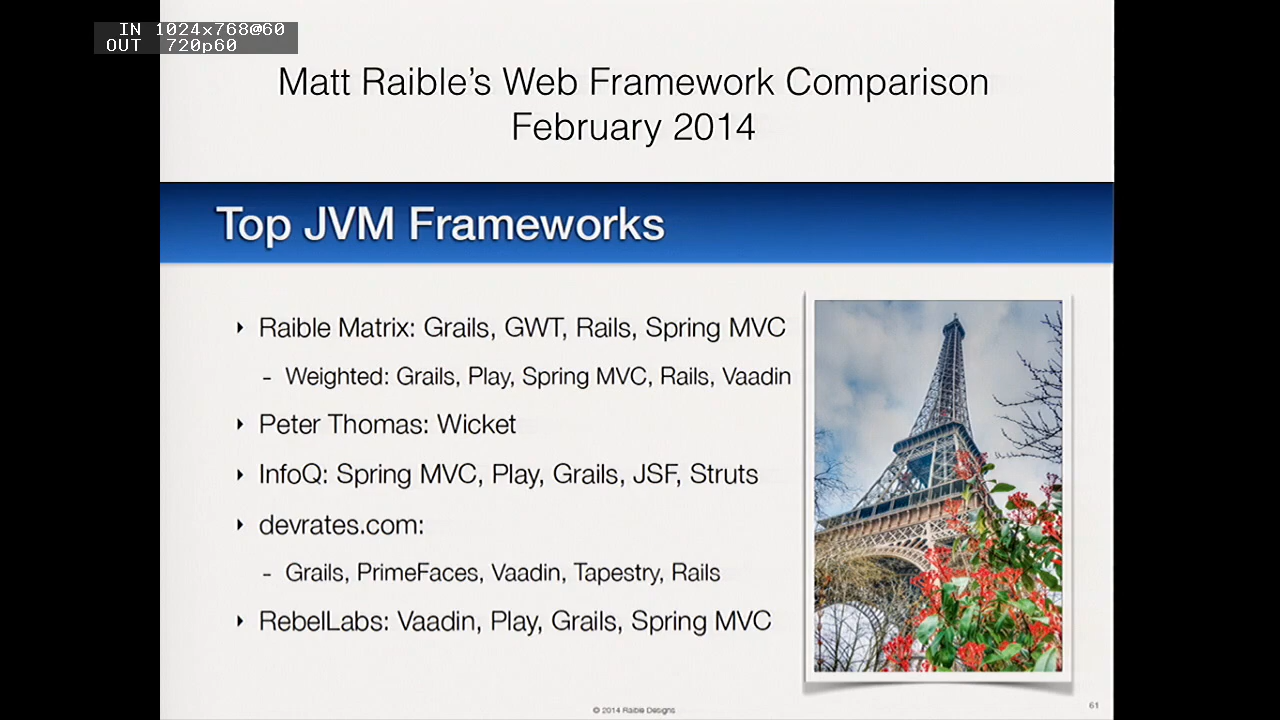 IN 1024x768@60
OUT 720p60
Matt Raible's Web Framework Comparison
February 2014
Top JVM Frameworks
‣ Raible Matrix: Grails, GWT, Rails, Spring MVC
- Weighted: Grails, Play, Spring MVC, Rails, Vaadin
‣ Peter Thomas: Wicket
‣ InfoQ: Spring MVC, Play, Grails, JSF, Struts
‣ devrates.com:
- Grails, PrimeFaces, Vaadin, Tapestry, Rails
‣ RebelLabs: Vaadin, Play, Grails, Spring MVC
© 2014 Raible Designs
61